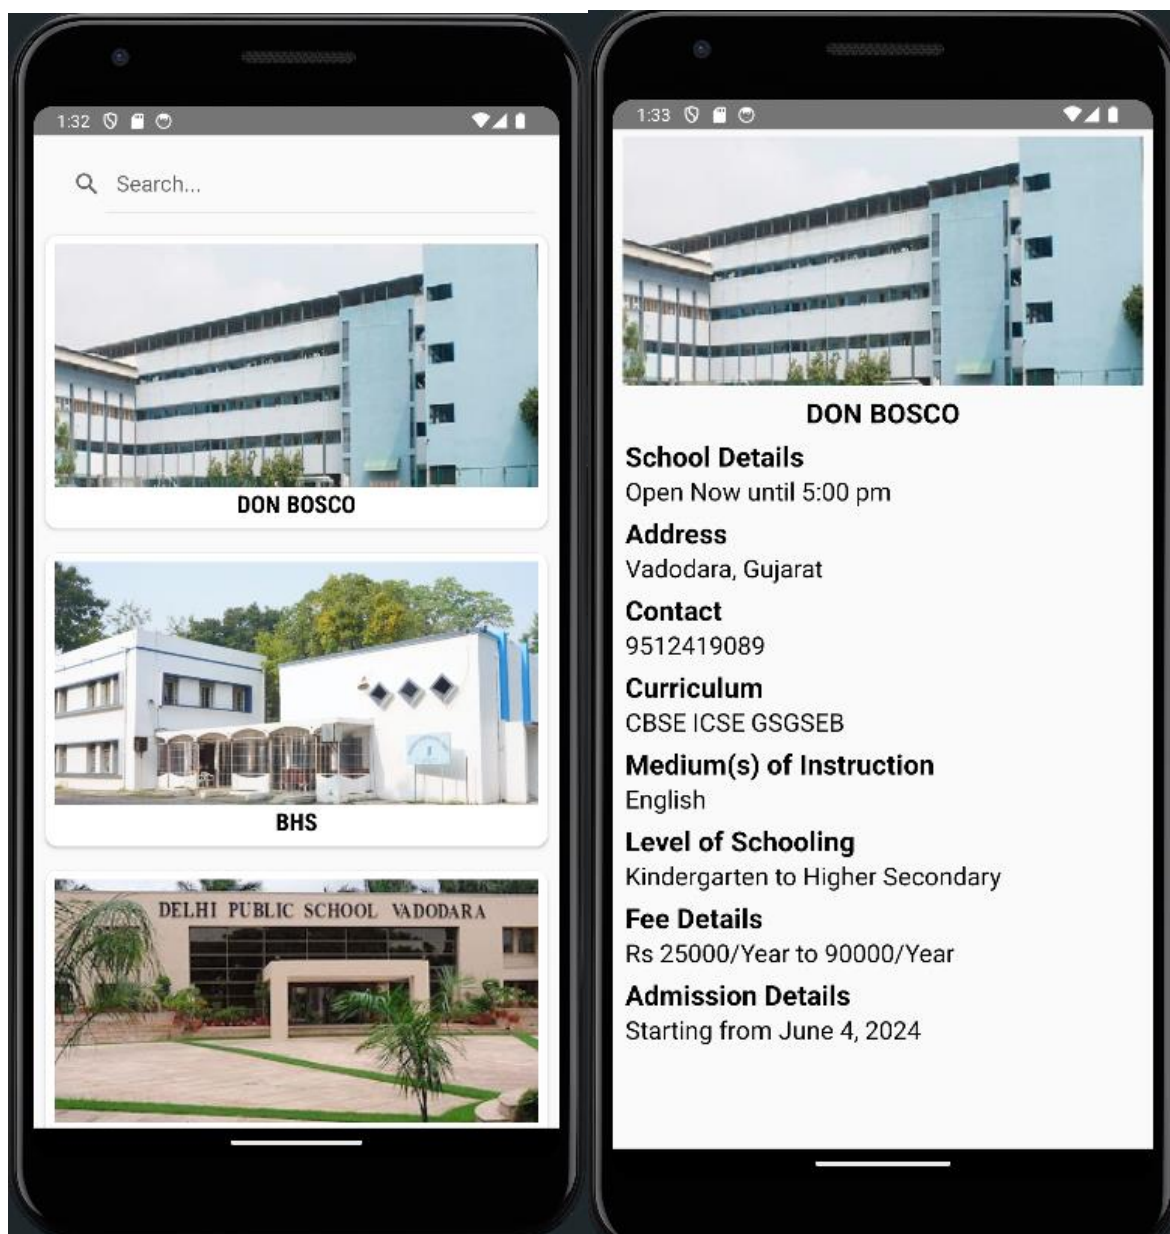 1:32
Search...
DON BOSCO
BHS
DELHI PUBLIC SCHOOL VADODARA
1:33
DON BOSCO
School Details
Open Now until 5:00 pm
Address
Vadodara, Gujarat
Contact
9512419089
Curriculum
CBSE ICSE GSGSEB
Medium(s) of Instruction
English
Level of Schooling
Kindergarten to Higher Secondary
Fee Details
Rs 25000/Year to 90000/Year
Admission Details
Starting from June 4, 2024